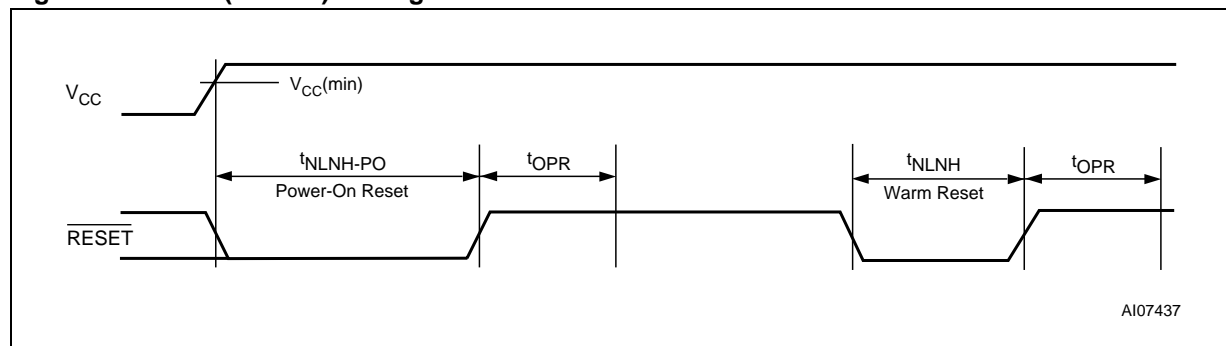 VCC
VCC(min)
tNLNH-PO
Power-On Reset
tOPR
tNLNH
Warm Reset
tOPR
RESET
AI07437